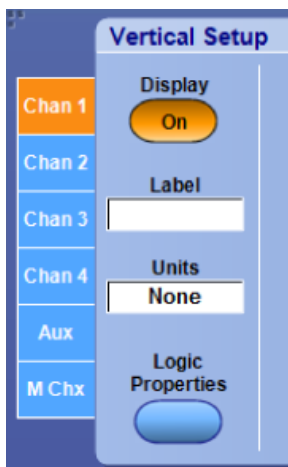 Vertical Setup
Chan 1
Chan 2
Chan 3
Chan 4
Aux
M Chx
Display
On
Label
Units
None
Logic
Properties